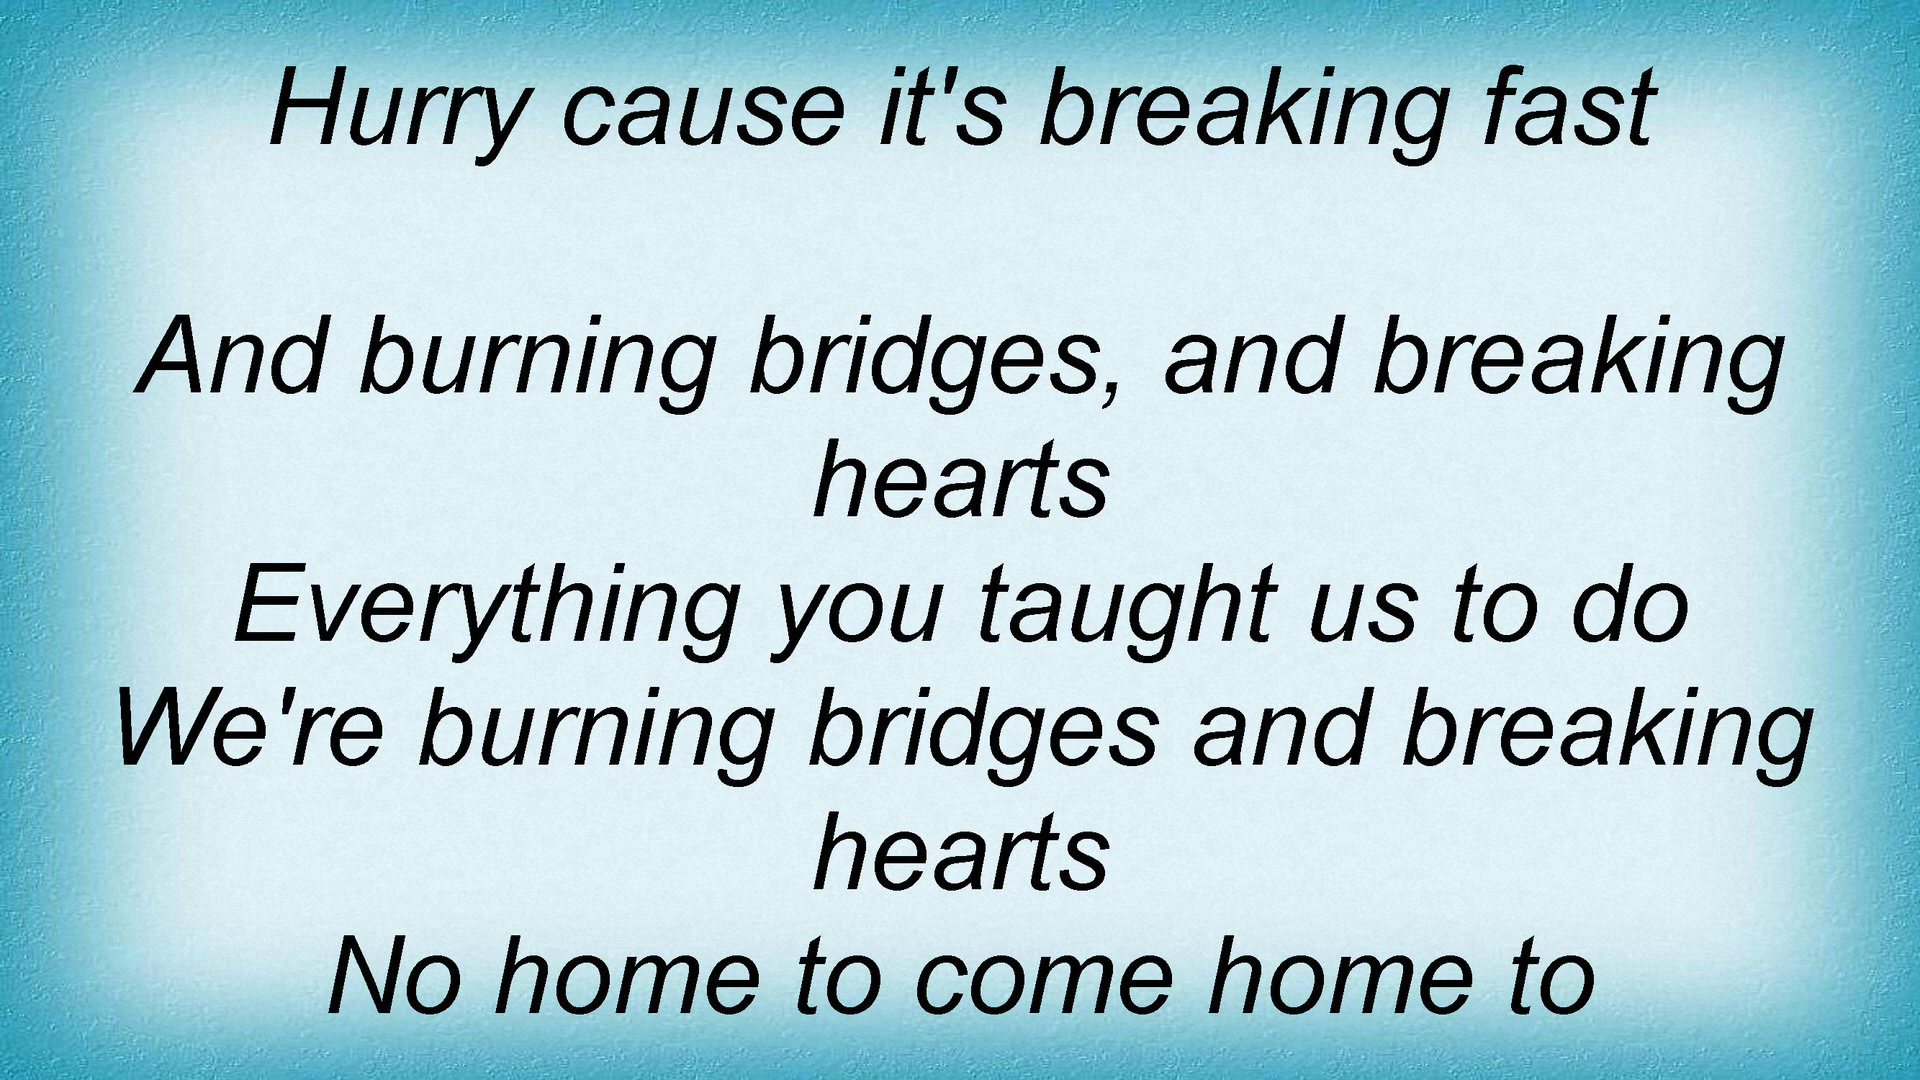 Hurry cause it's breaking fast
And burning bridges, and breaking
hearts
Everything you taught us to do
We're burning bridges and breaking
hearts
No home to come home to